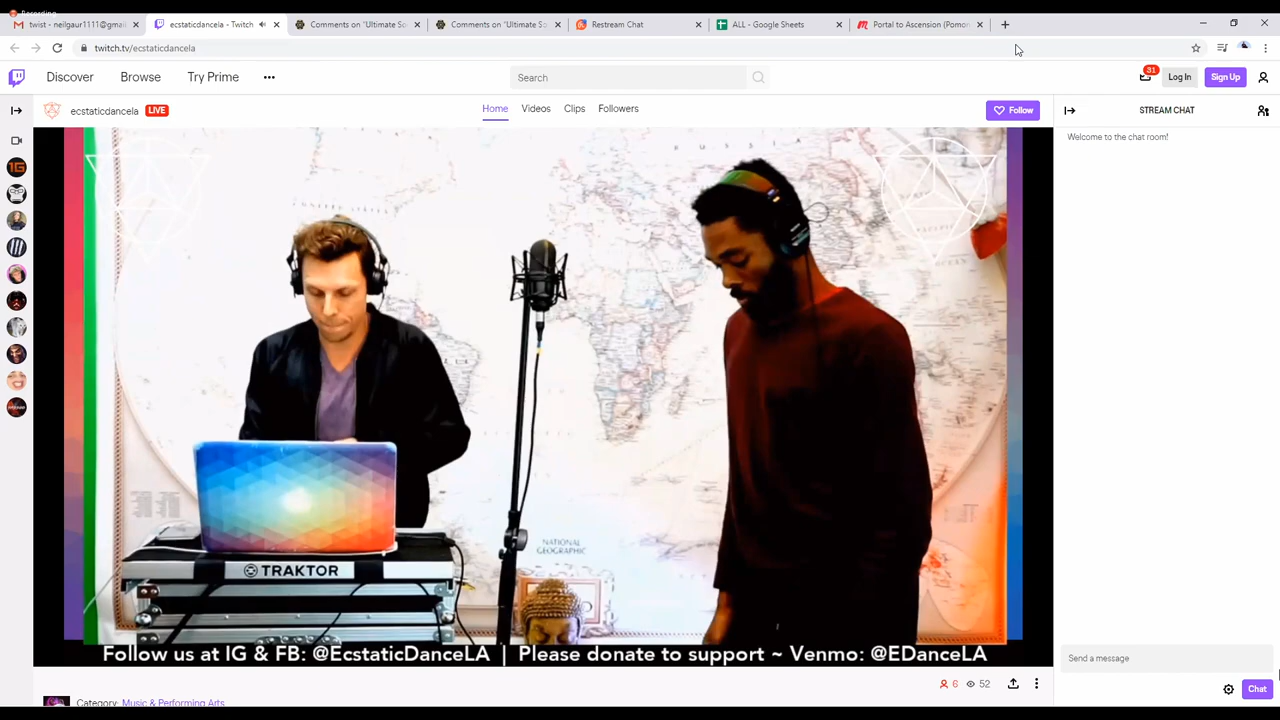 Recording
twist - neilgaur1111@gmail
ecstaticdancela - Twitch
Comments on "Ultimate So
Comments on "Ultimate So
Restream Chat
ALL - Google Sheets
Portal to Ascension (Pomon
twitch.tv/ecstaticdancela
Discover
Browse
Try Prime
Search
31
Log In
Sign Up
ecstaticdancela
LIVE
Home
Videos
Clips
Followers
Follow
STREAM CHAT
Welcome to the chat room!
NATIONAL
GEOGRAPHIC
TRAKTOR
Follow us at IG & FB: @EcstaticDanceLA | Please donate to support ~ Venmo: @EDanceLA
Send a message
6
52
Chat
Category: Music & Performing Arts